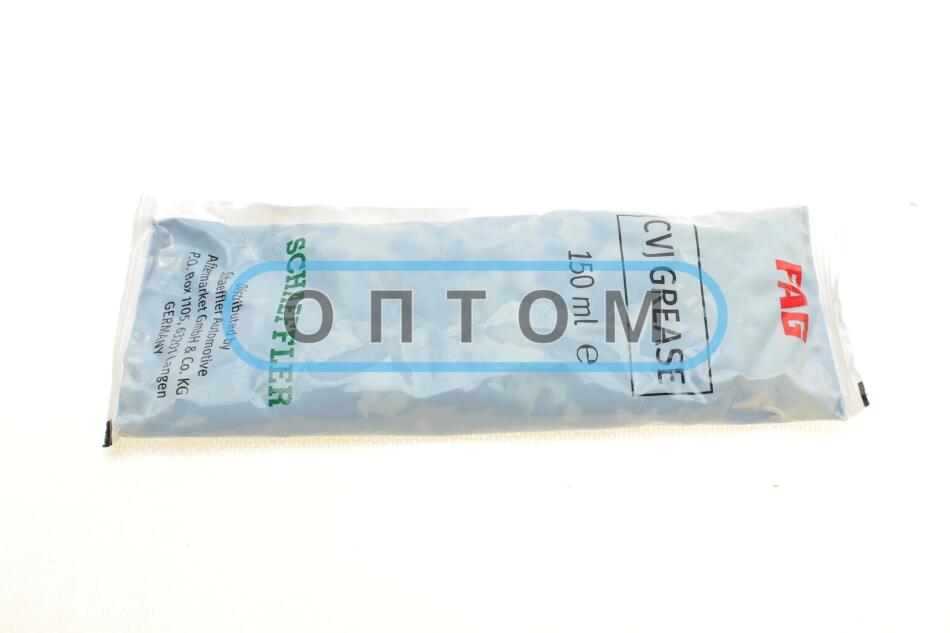 FAG
CVJ GREASE
150 ml e
SCHAEFFLER
Distributed by
Shaeffler Automotive
Aftermarket GmbH & Co. KG
P.O. Box 1105, 63201 Langen
GERMANY
ОПТОМ